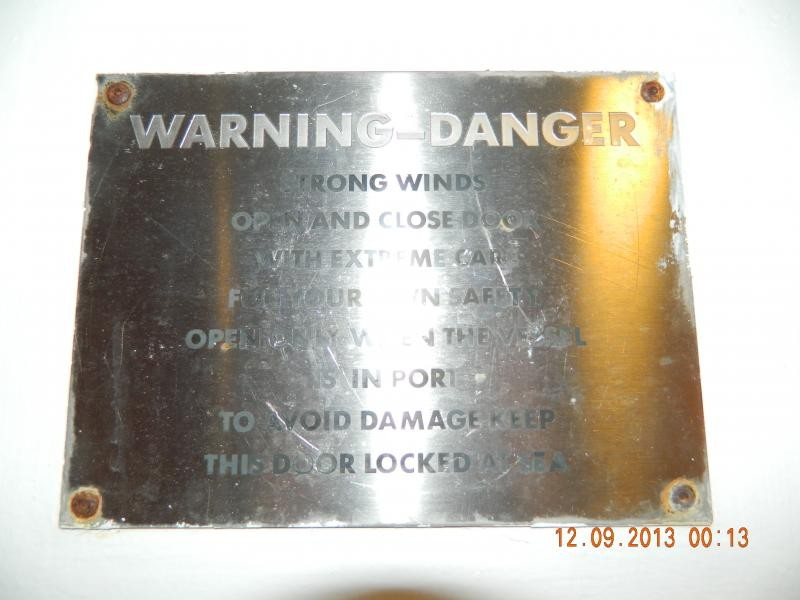 WARNING-DANGER
STRONG WINDS
OPEN AND CLOSE DOOR
WITH EXTREME CARE
FOR YOUR OWN SAFETY
OPEN ONLY WHEN THE VESSEL
IS IN PORT
TO AVOID DAMAGE KEEP
THIS DOOR LOCKED AT SEA
12.09.2013 00:13